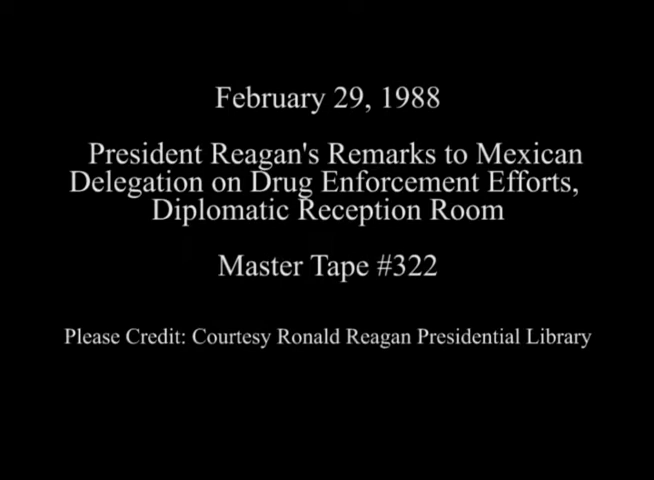 February 29, 1988
President Reagan's Remarks to Mexican
Delegation on Drug Enforcement Efforts,
Diplomatic Reception Room
Master Tape #322
Please Credit: Courtesy Ronald Reagan Presidential Library